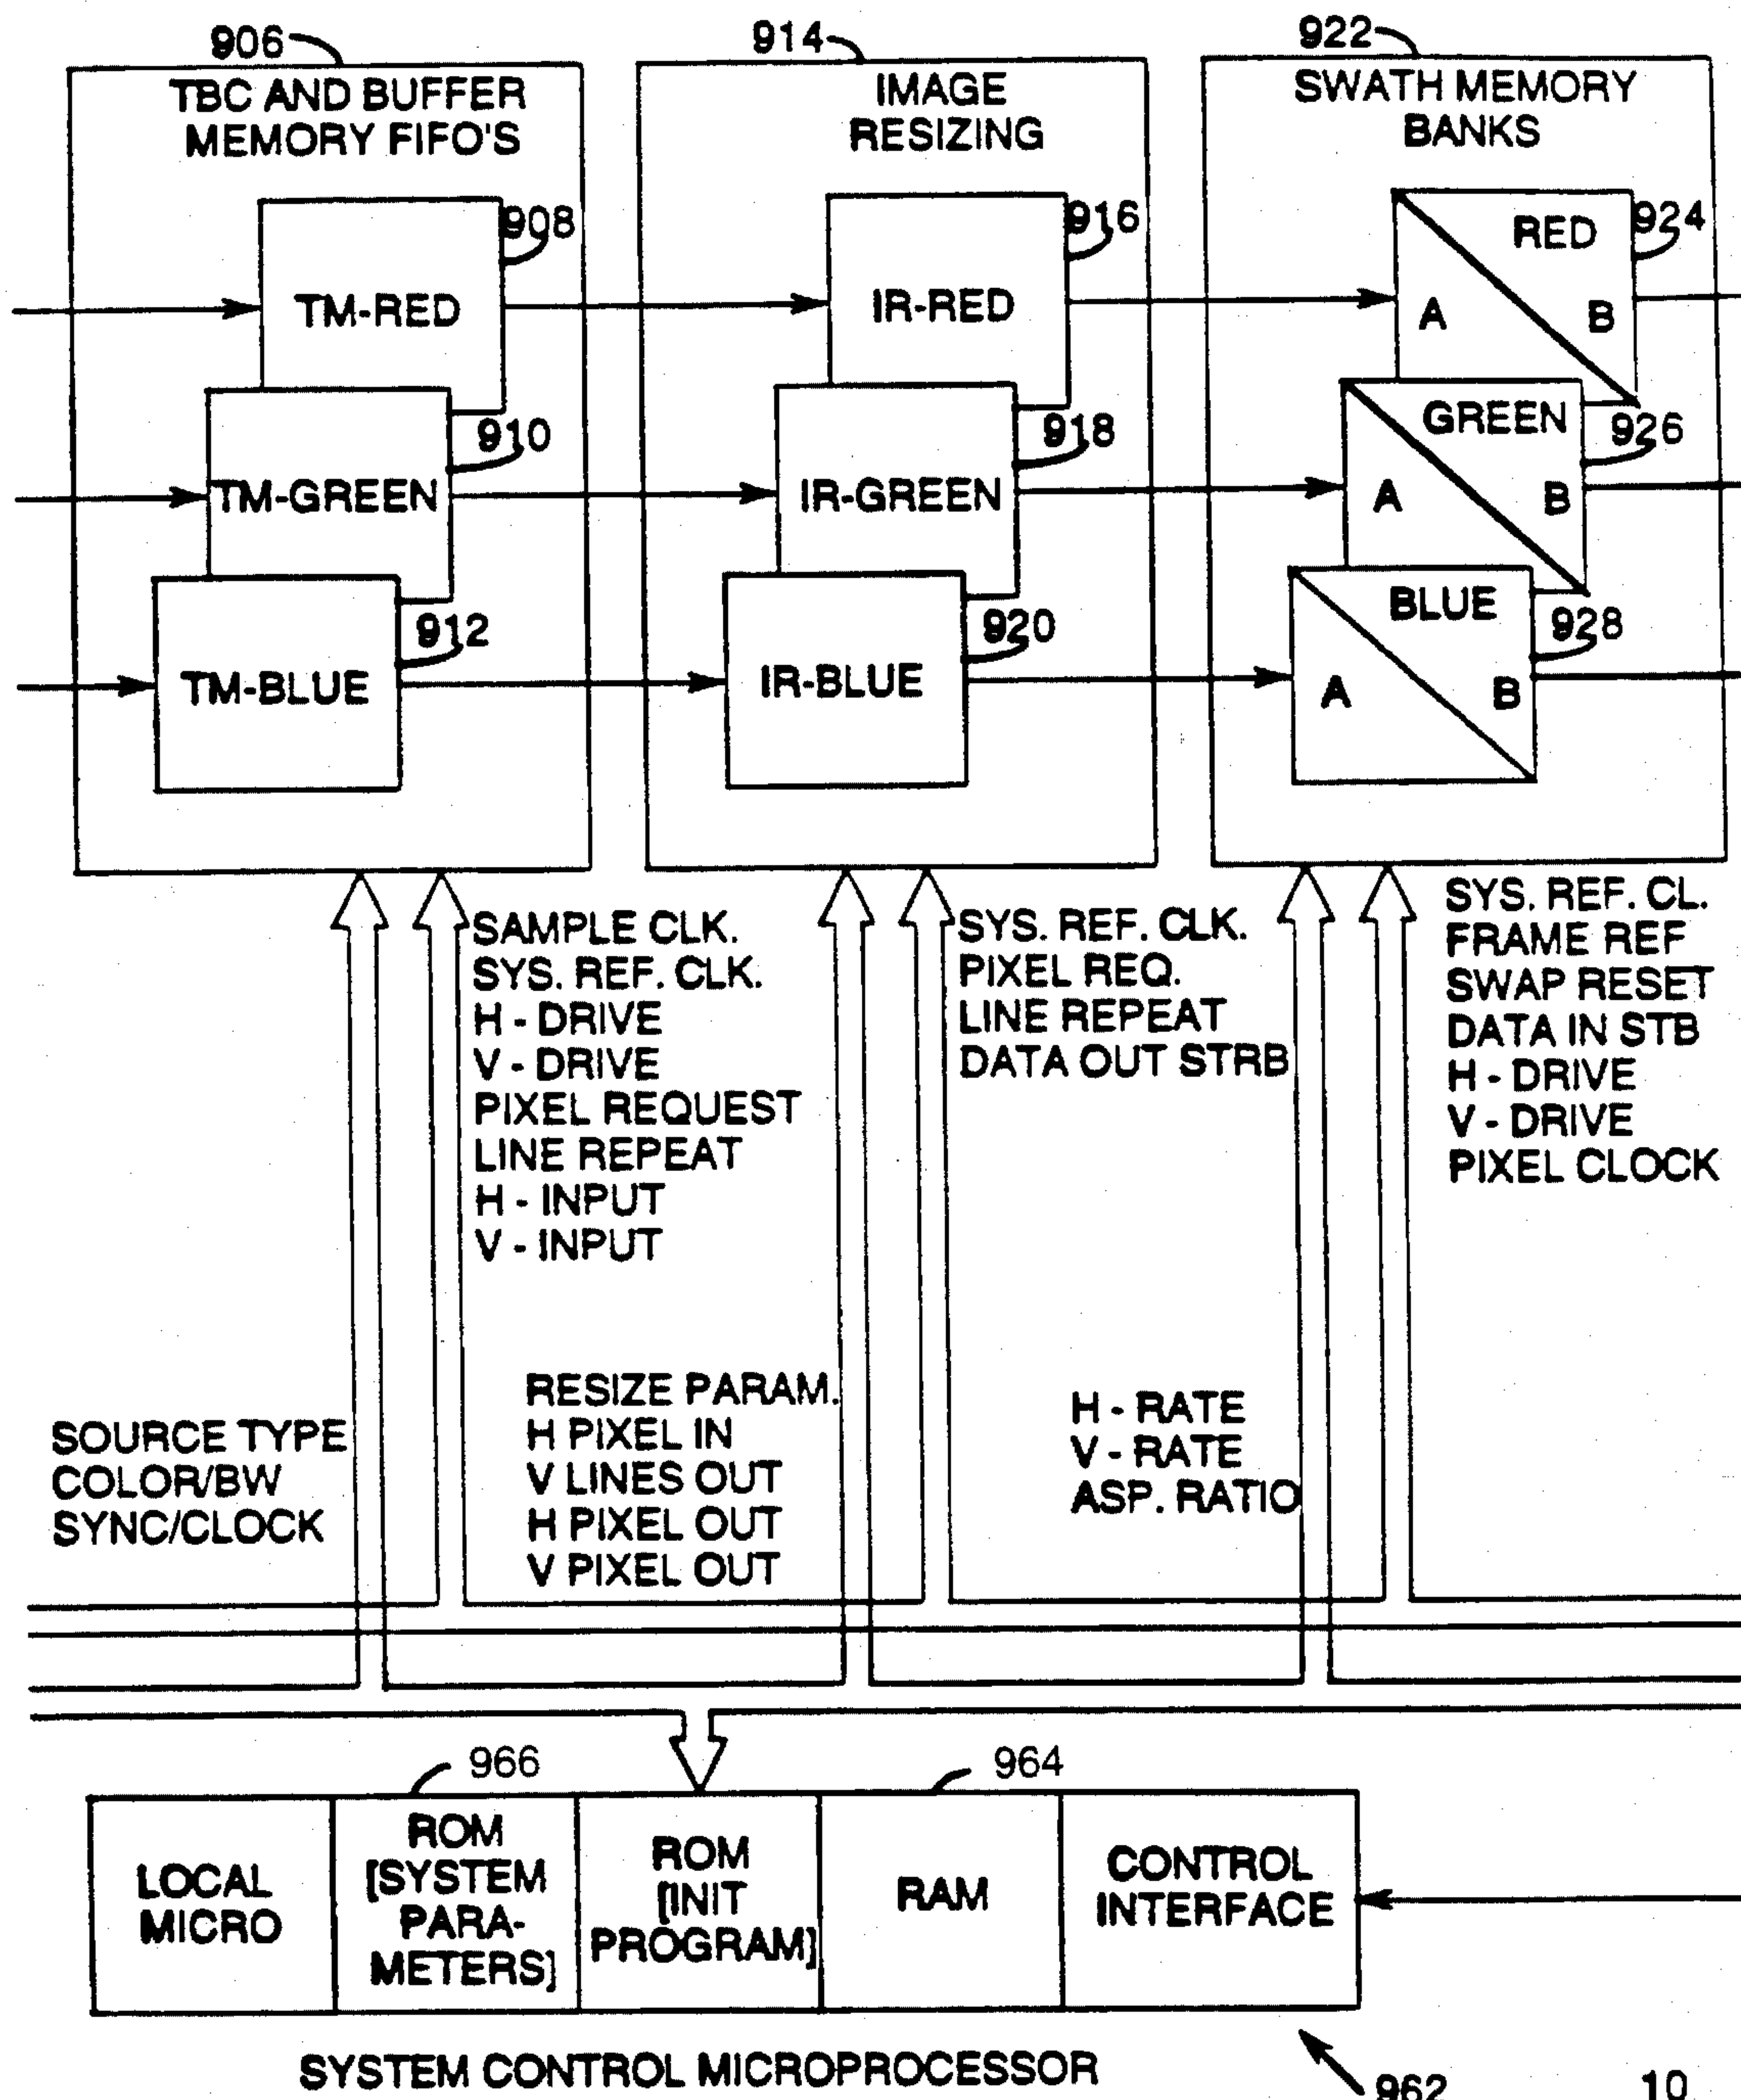 906
TBC AND BUFFER
MEMORY FIFO'S
908
TM-RED
910
TM-GREEN
912
TM-BLUE
914
IMAGE
RESIZING
916
IR-RED
918
IR-GREEN
920
IR-BLUE
922
SWATH MEMORY
BANKS
924
RED
A
B
926
GREEN
A
B
928
BLUE
A
B
SAMPLE CLK.
SYS. REF. CLK.
H - DRIVE
V - DRIVE
PIXEL REQUEST
LINE REPEAT
H - INPUT
V - INPUT
SYS. REF. CLK.
PIXEL REQ.
LINE REPEAT
DATA OUT STRB
SYS. REF. CL.
FRAME REF
SWAP RESET
DATA IN STB
H - DRIVE
V - DRIVE
PIXEL CLOCK
SOURCE TYPE
COLOR/BW
SYNC/CLOCK
RESIZE PARAM.
H PIXEL IN
V LINES OUT
H PIXEL OUT
V PIXEL OUT
H - RATE
V - RATE
ASP. RATIO
966
964
LOCAL
MICRO
ROM
[SYSTEM
PARA-
METERS]
ROM
[INIT
PROGRAM]
RAM
CONTROL
INTERFACE
SYSTEM CONTROL MICROPROCESSOR
962
10